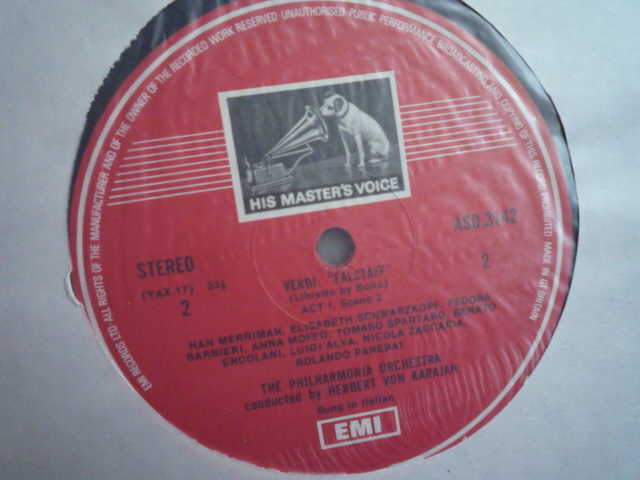 EMI RECORDS LTD ALL RIGHTS OF THE MANUFACTURER AND OF THE OWNER OF THE RECORDED WORK RESERVED · UNAUTHORISED PUBLIC PERFORMANCE BROADCASTING AND COPYING OF THIS RECORD PROHIBITED MADE IN GT BRITAIN
HIS MASTER'S VOICE
STEREO
ASD.3142
(YAX.17) 33⅓
2
2
VERDI: "FALSTAFF"
(Libretto by Boito)
ACT I, Scene 2
NAN MERRIMAN, ELISABETH SCHWARZKOPF, FEDORA
BARBIERI, ANNA MOFFO, TOMASO SPARTARO, RENATO
ERCOLANI, LUIGI ALVA, NICOLA ZACCARIA,
ROLANDO PANERAI
THE PHILHARMONIA ORCHESTRA
conducted by HERBERT VON KARAJAN
Sung in Italian
EMI